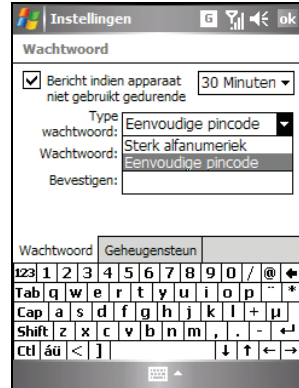 Instellingen G ok
Wachtwoord
Bericht indien apparaat
niet gebruikt gedurende
30 Minuten
Type
wachtwoord:
Eenvoudige pincode
Wachtwoord:
Sterk alfanumeriek
Eenvoudige pincode
Bevestigen:
Wachtwoord Geheugensteun
123 1 2 3 4 5 6 7 8 9 0 / @
Tab q w e r t y u i o p ¨ *
Cap a s d f g h j k l + µ
Shift z x c v b n m , . -
Ctl áü < ]